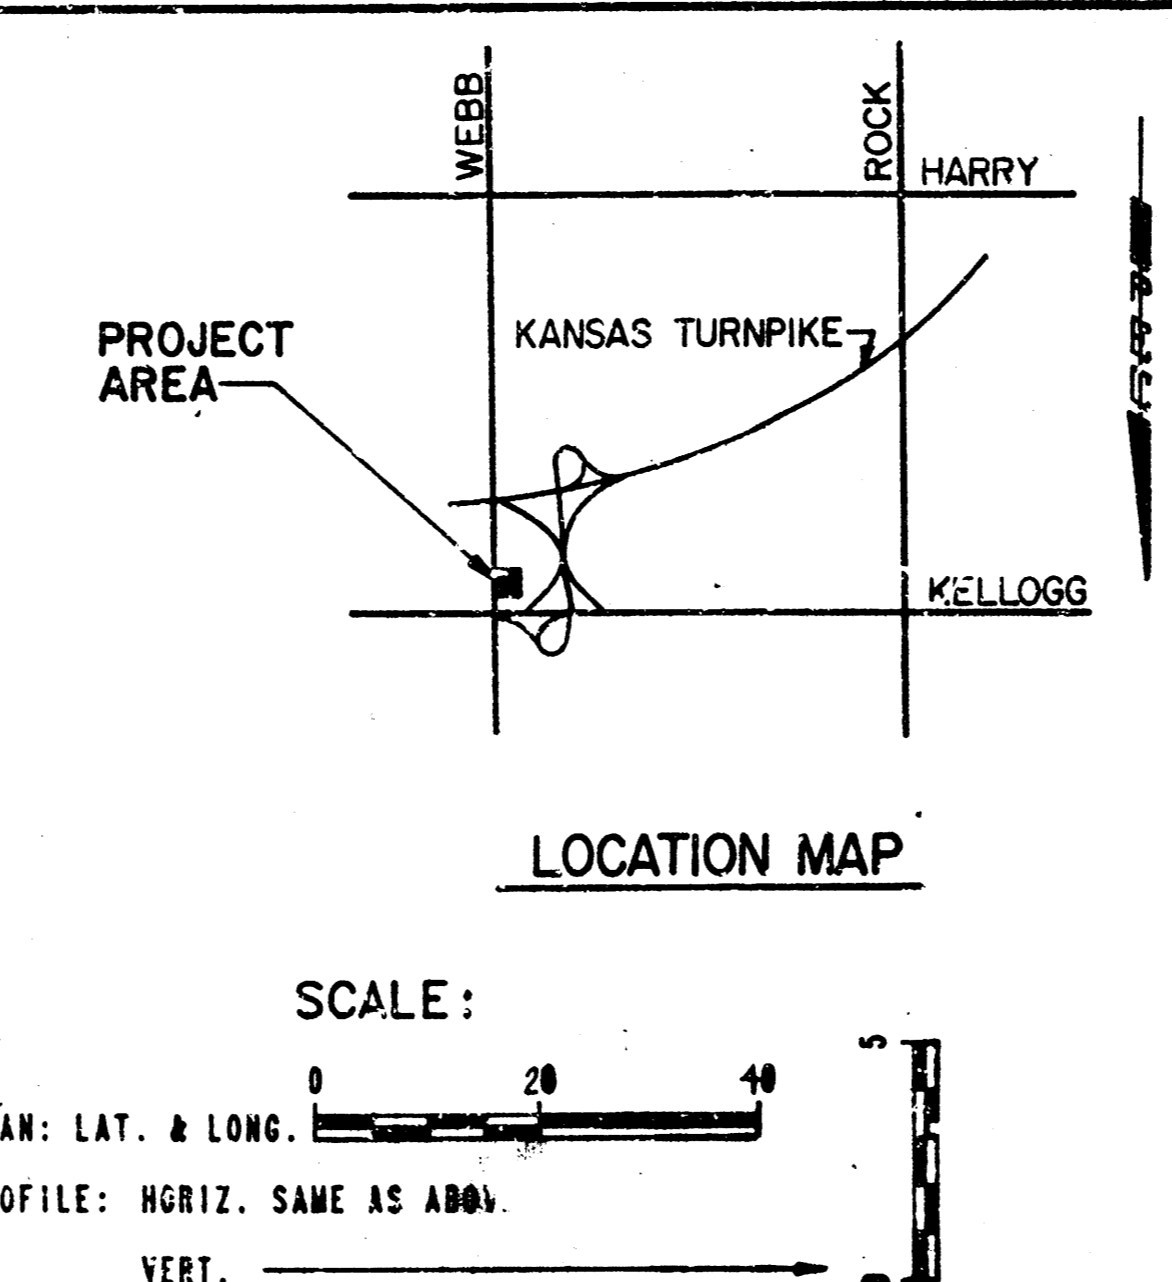 WEBB
ROCK
HARRY
PROJECT
AREA
KANSAS TURNPIKE
KELLOGG
LOCATION MAP
SCALE:
0 20 40
5
AN: LAT. & LONG.
OFILE: HORIZ. SAME AS ABOV.
VERT.
0